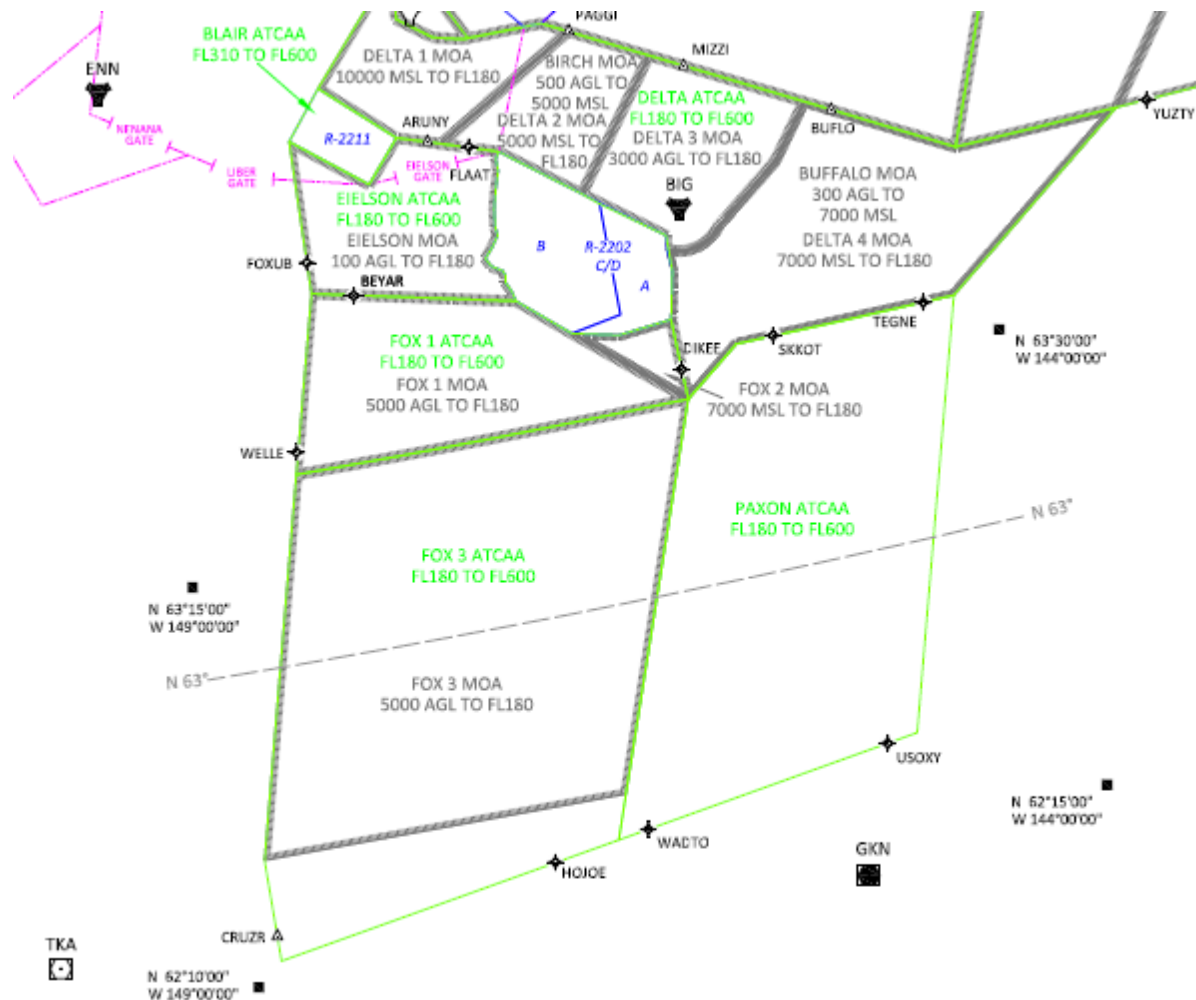 PAGGI
BLAIR ATCAA
FL310 TO FL600
DELTA 1 MOA
10000 MSL TO FL180
BIRCH MOA
500 AGL TO
5000 MSL
DELTA 2 MOA
5000 MSL TO
FL180
MIZZI
DELTA ATCAA
FL180 TO FL600
DELTA 3 MOA
3000 AGL TO FL180
BIG
BUFLO
YUZTY
ENN
NENANA
GATE
LIBER
GATE
R-2211
ARUNY
EIELSON
GATE
FLAAT
BUFFALO MOA
300 AGL TO
7000 MSL
DELTA 4 MOA
7000 MSL TO FL180
EIELSON ATCAA
FL180 TO FL600
EIELSON MOA
100 AGL TO FL180
B
R-2202
C/D
A
FOXUB
BEYAR
TEGNE
N 63°30'00"
W 144°00'00"
FOX 1 ATCAA
FL180 TO FL600
FOX 1 MOA
5000 AGL TO FL180
DIKEE
SKKOT
FOX 2 MOA
7000 MSL TO FL180
WELLE
PAXON ATCAA
FL180 TO FL600
N 63°
FOX 3 ATCAA
FL180 TO FL600
N 63°15'00"
W 149°00'00"
N 63°
FOX 3 MOA
5000 AGL TO FL180
USOXY
N 62°15'00"
W 144°00'00"
WADTO
GKN
HOJOE
CRUZR
TKA
N 62°10'00"
W 149°00'00"